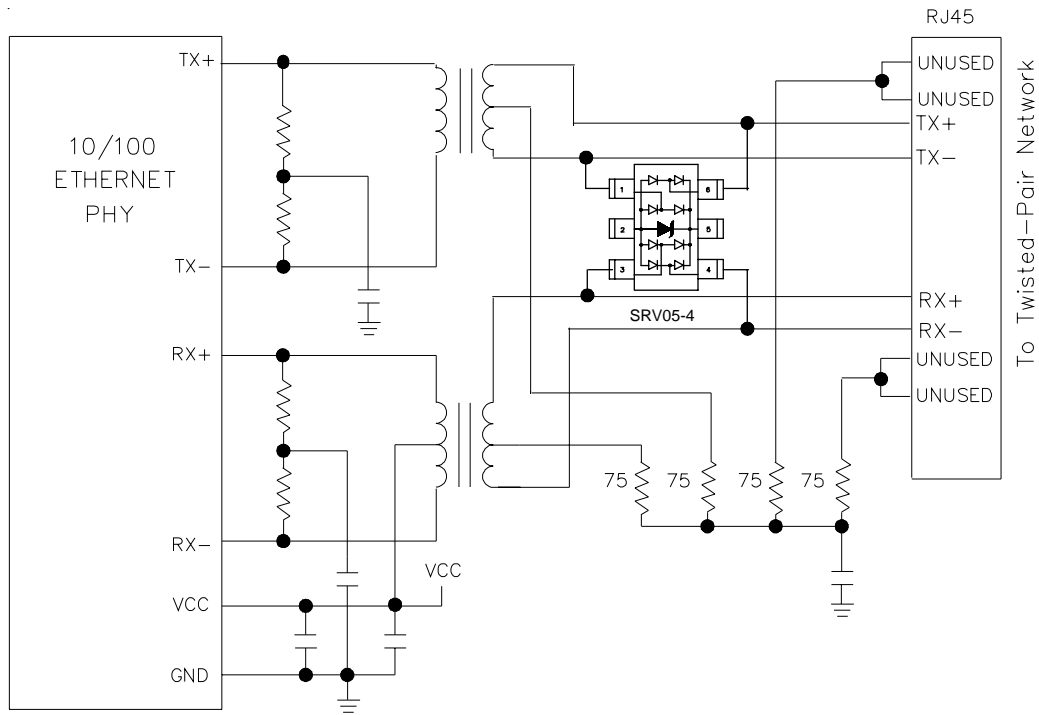 RJ45
10/100
ETHERNET
PHY
TX+
TX-
RX+
RX-
VCC
GND
VCC
1
2
3
6
5
4
SRV05-4
UNUSED
UNUSED
TX+
TX-
RX+
RX-
UNUSED
UNUSED
75
75
75
75
To Twisted-Pair Network